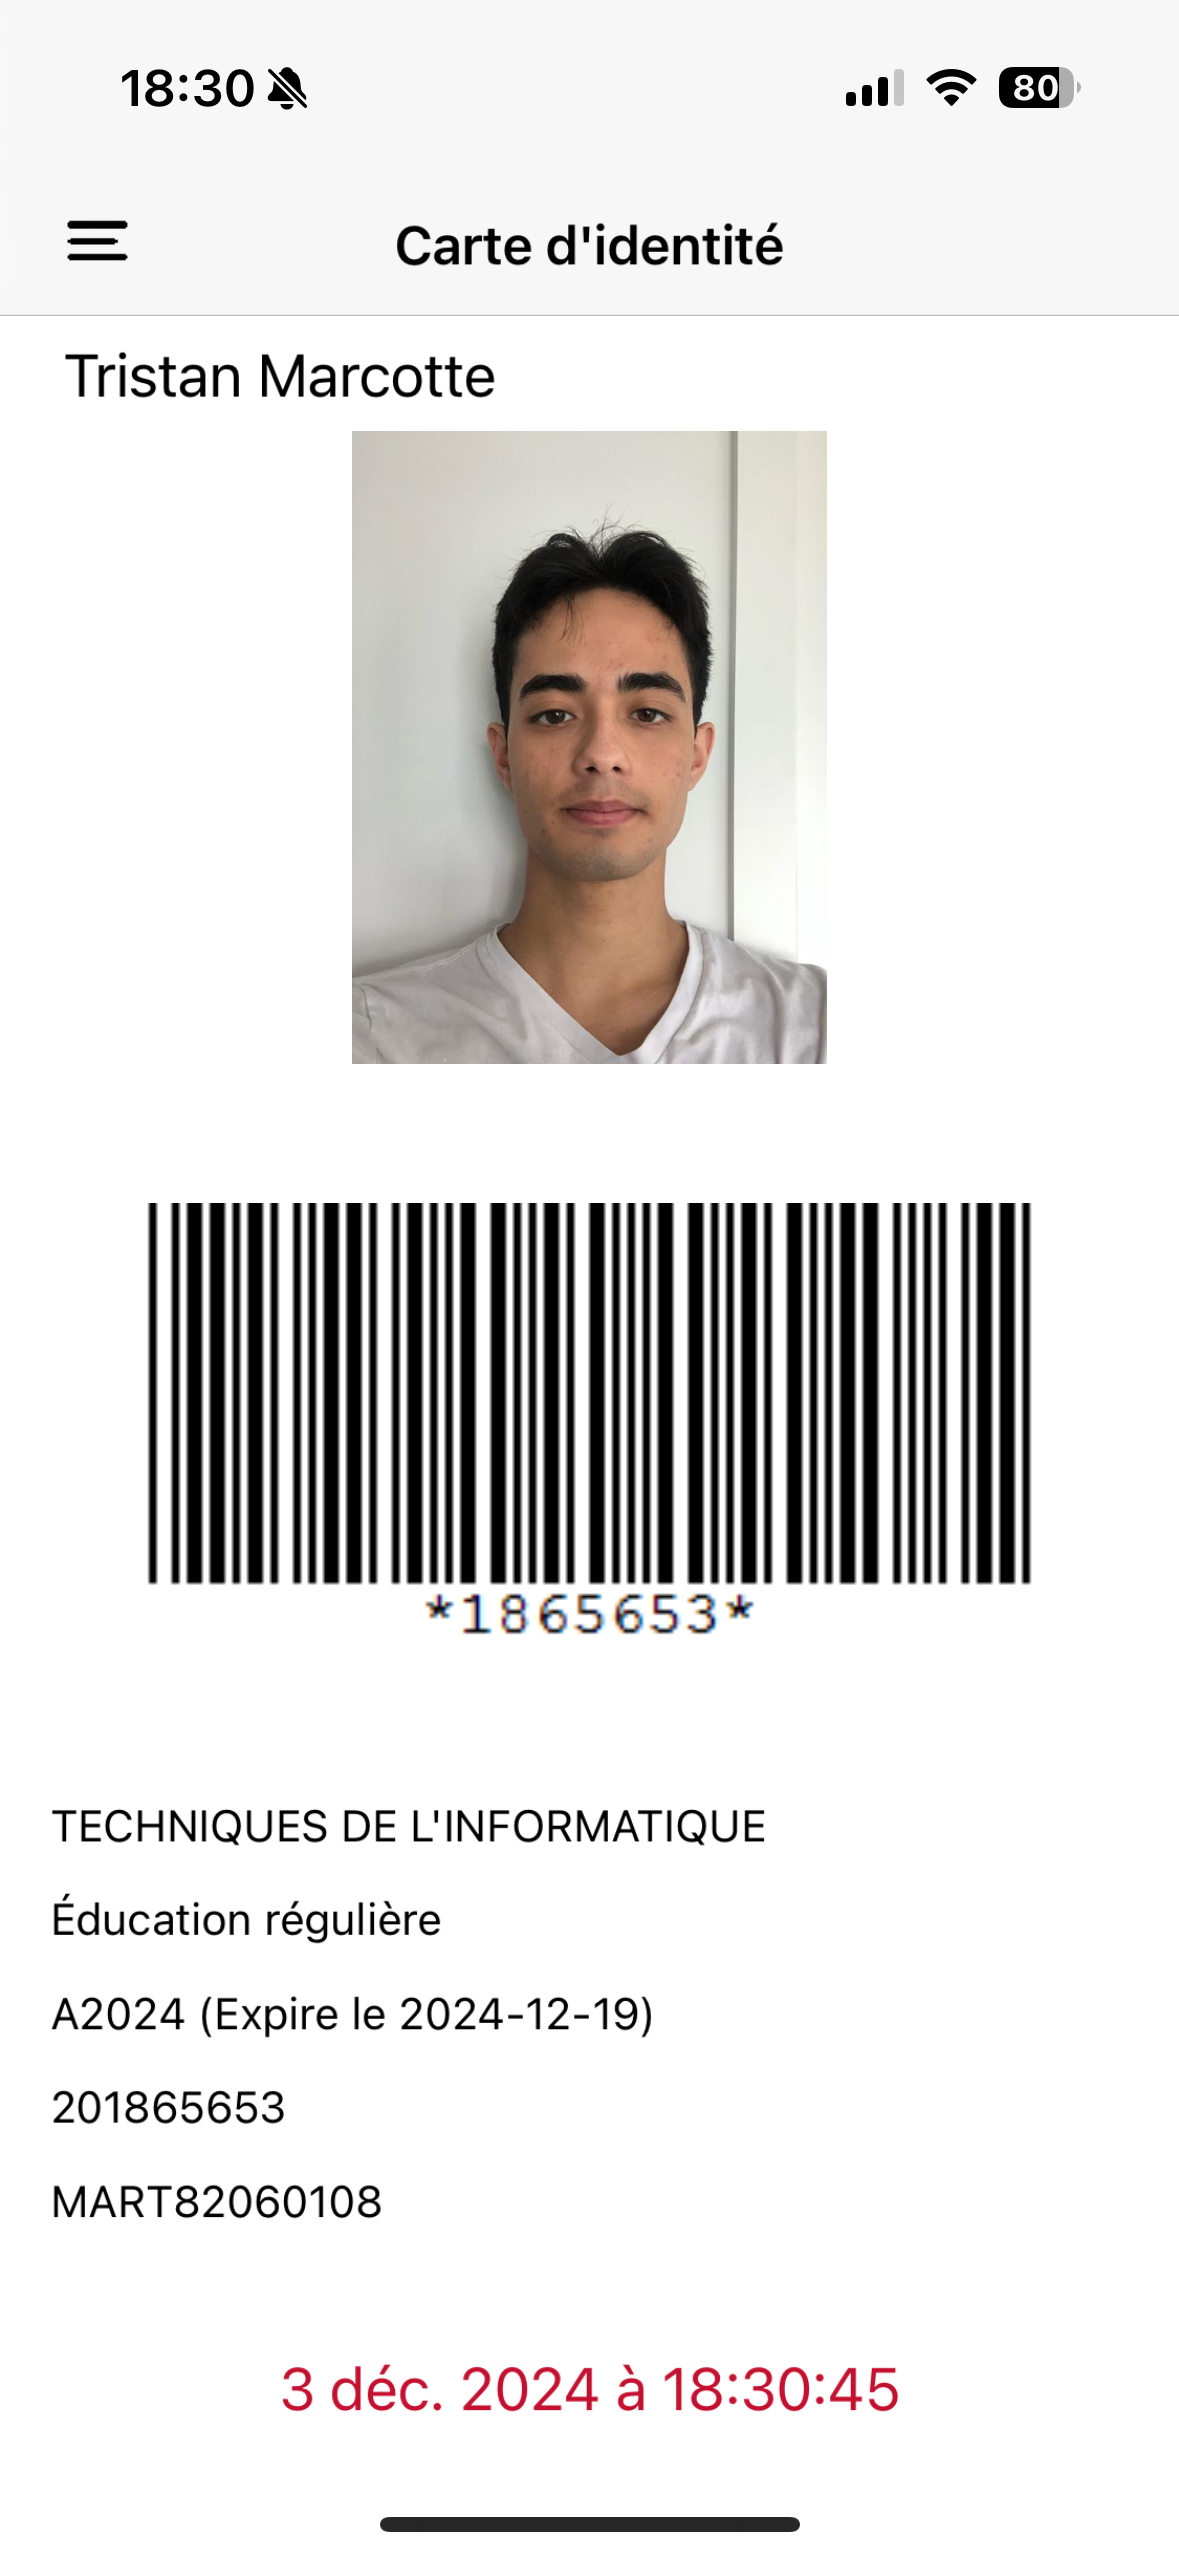 18:30
80
Carte d'identité
Tristan Marcotte
*1865653*
TECHNIQUES DE L'INFORMATIQUE
Éducation régulière
A2024 (Expire le 2024-12-19)
201865653
MART82060108
3 déc. 2024 à 18:30:45